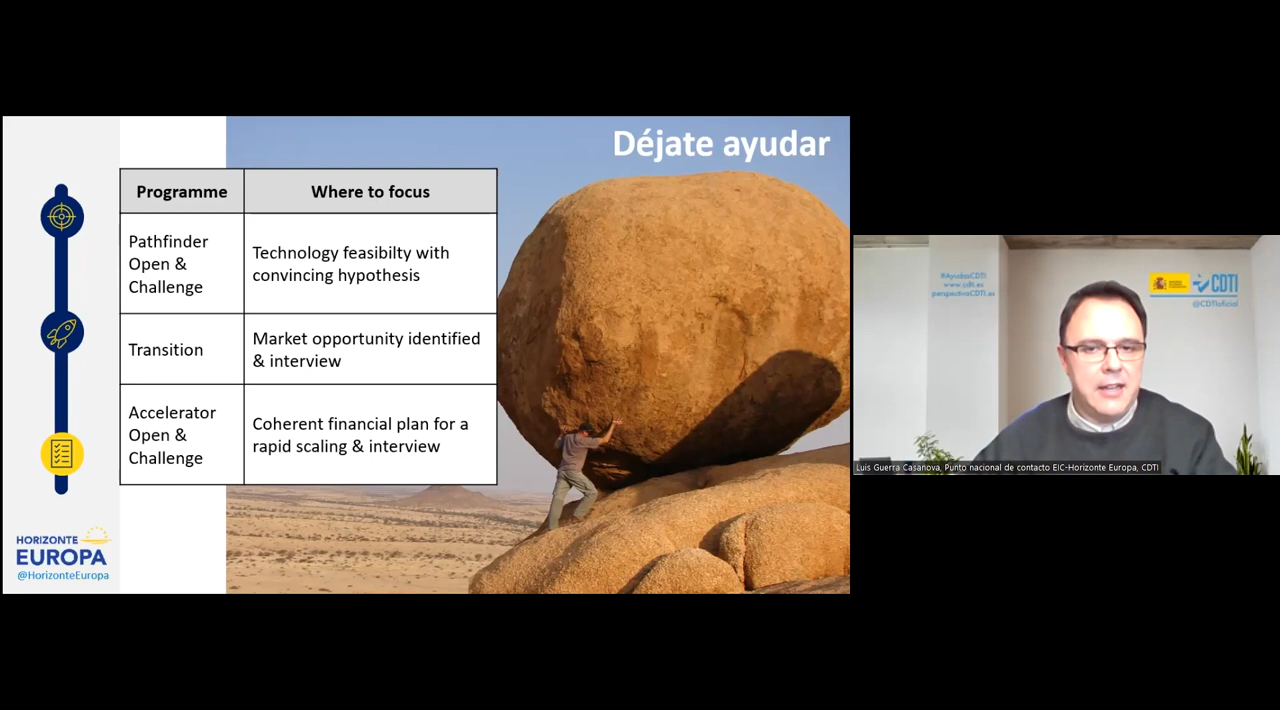 Déjate ayudar
Programme
Where to focus
Pathfinder
Open &
Challenge
Technology feasibilty with
convincing hypothesis
Transition
Market opportunity identified
& interview
Accelerator
Open &
Challenge
Coherent financial plan for a
rapid scaling & interview
HORIZONTE
EUROPA
@HorizonteEuropa
#AyudasCDTI
www.cdti.es
perspectivaCDTI.es
CDTI
@CDTIoficial
Luis Guerra Casanova, Punto nacional de contacto EIC-Horizonte Europa, CDTI